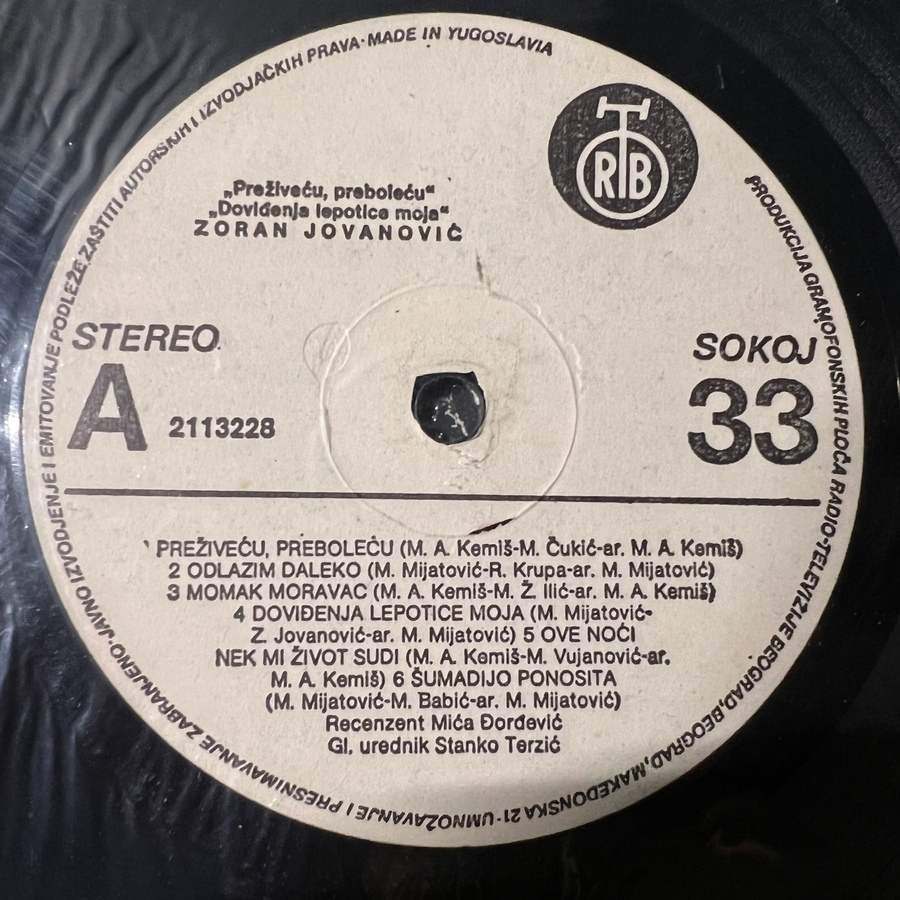 PRODUKCIJA GRAMOFONSKIH PLOČA RADIO-TELEVIZIJE BEOGRAD, BEOGRAD, MAKEDONSKA 21·UMNOŽAVANJE I PRESNIMAVANJE ZABRANJENO·JAVNO IZVODJENJE I EMITOVANJE PODLEŽE ZAŠTITI AUTORSKIH I IZVODJAČKIH PRAVA·MADE IN YUGOSLAVIA
RTB
„Preživeću, preboleću“
„Doviđenja lepotice moja“
ZORAN JOVANOVIĆ
STEREO
SOKOJ
A 2113228
33
PREŽIVEĆU, PREBOLEĆU (M. A. Kemiš-M. Čukić-ar. M. A. Kemiš)
2 ODLAZIM DALEKO (M. Mijatović-R. Krupa-ar. M. Mijatović)
3 MOMAK MORAVAC (M. A. Kemiš-M. Ž. Ilić-ar. M. A. Kemiš)
4 DOVIĐENJA LEPOTICE MOJA (M. Mijatović-
Z. Jovanović-ar. M. Mijatović) 5 OVE NOĆI
NEK MI ŽIVOT SUDI (M. A. Kemiš-M. Vujanović-ar.
M. A. Kemiš) 6 ŠUMADIJO PONOSITA
(M. Mijatović-M. Babić-ar. M. Mijatović)
Recenzent Mića Đorđević
Gl, urednik Stanko Terzić